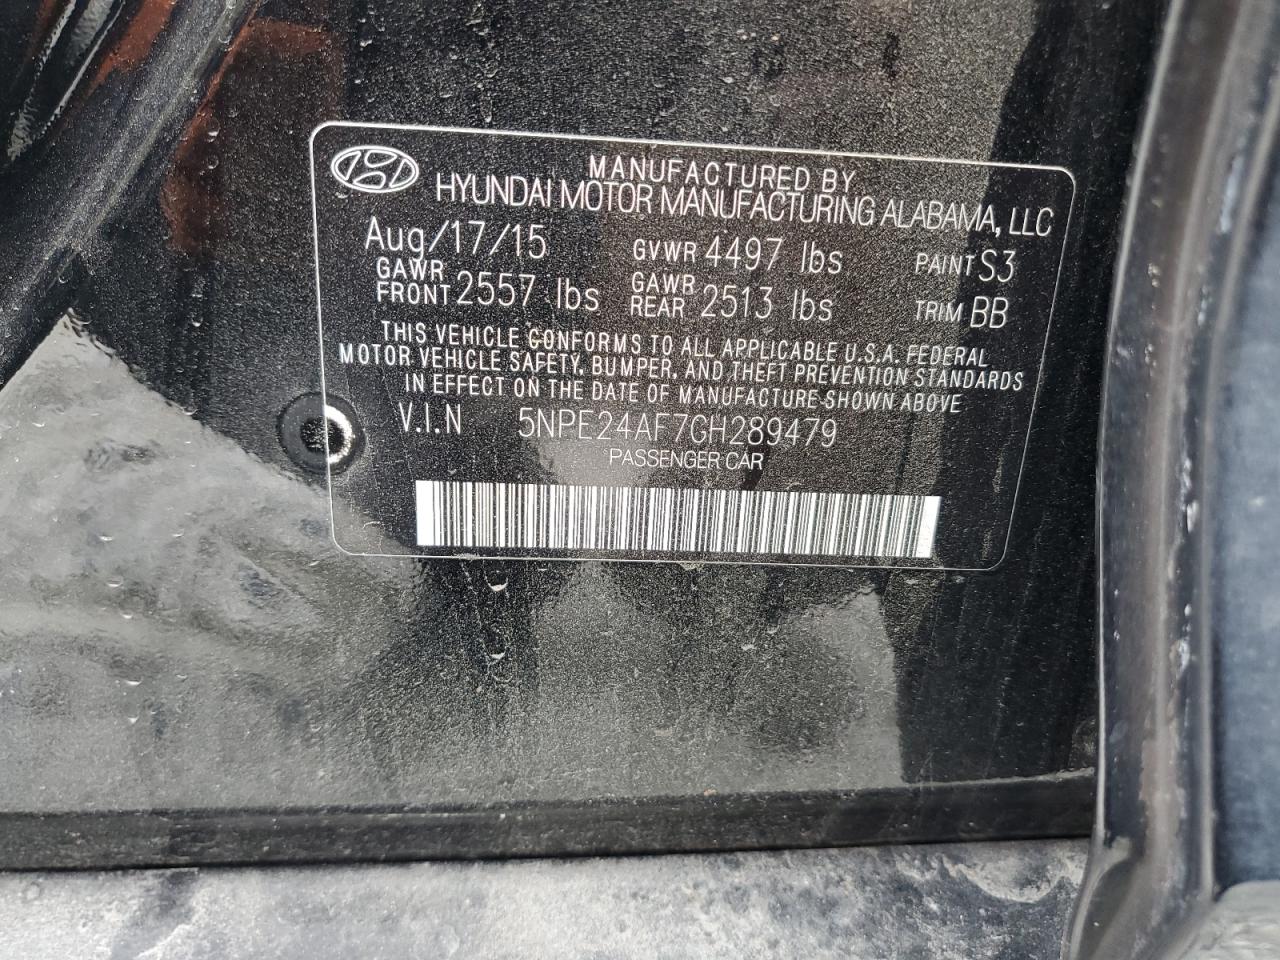 MANUFACTURED BY
HYUNDAI MOTOR MANUFACTURING ALABAMA, LLC
Aug/17/15 GVWR 4497 lbs PAINT S3
GAWR FRONT 2557 lbs GAWR REAR 2513 lbs TRIM BB
THIS VEHICLE CONFORMS TO ALL APPLICABLE U.S.A. FEDERAL
MOTOR VEHICLE SAFETY, BUMPER, AND THEFT PREVENTION STANDARDS
IN EFFECT ON THE DATE OF MANUFACTURE SHOWN ABOVE
V.I.N 5NPE24AF7GH289479
PASSENGER CAR